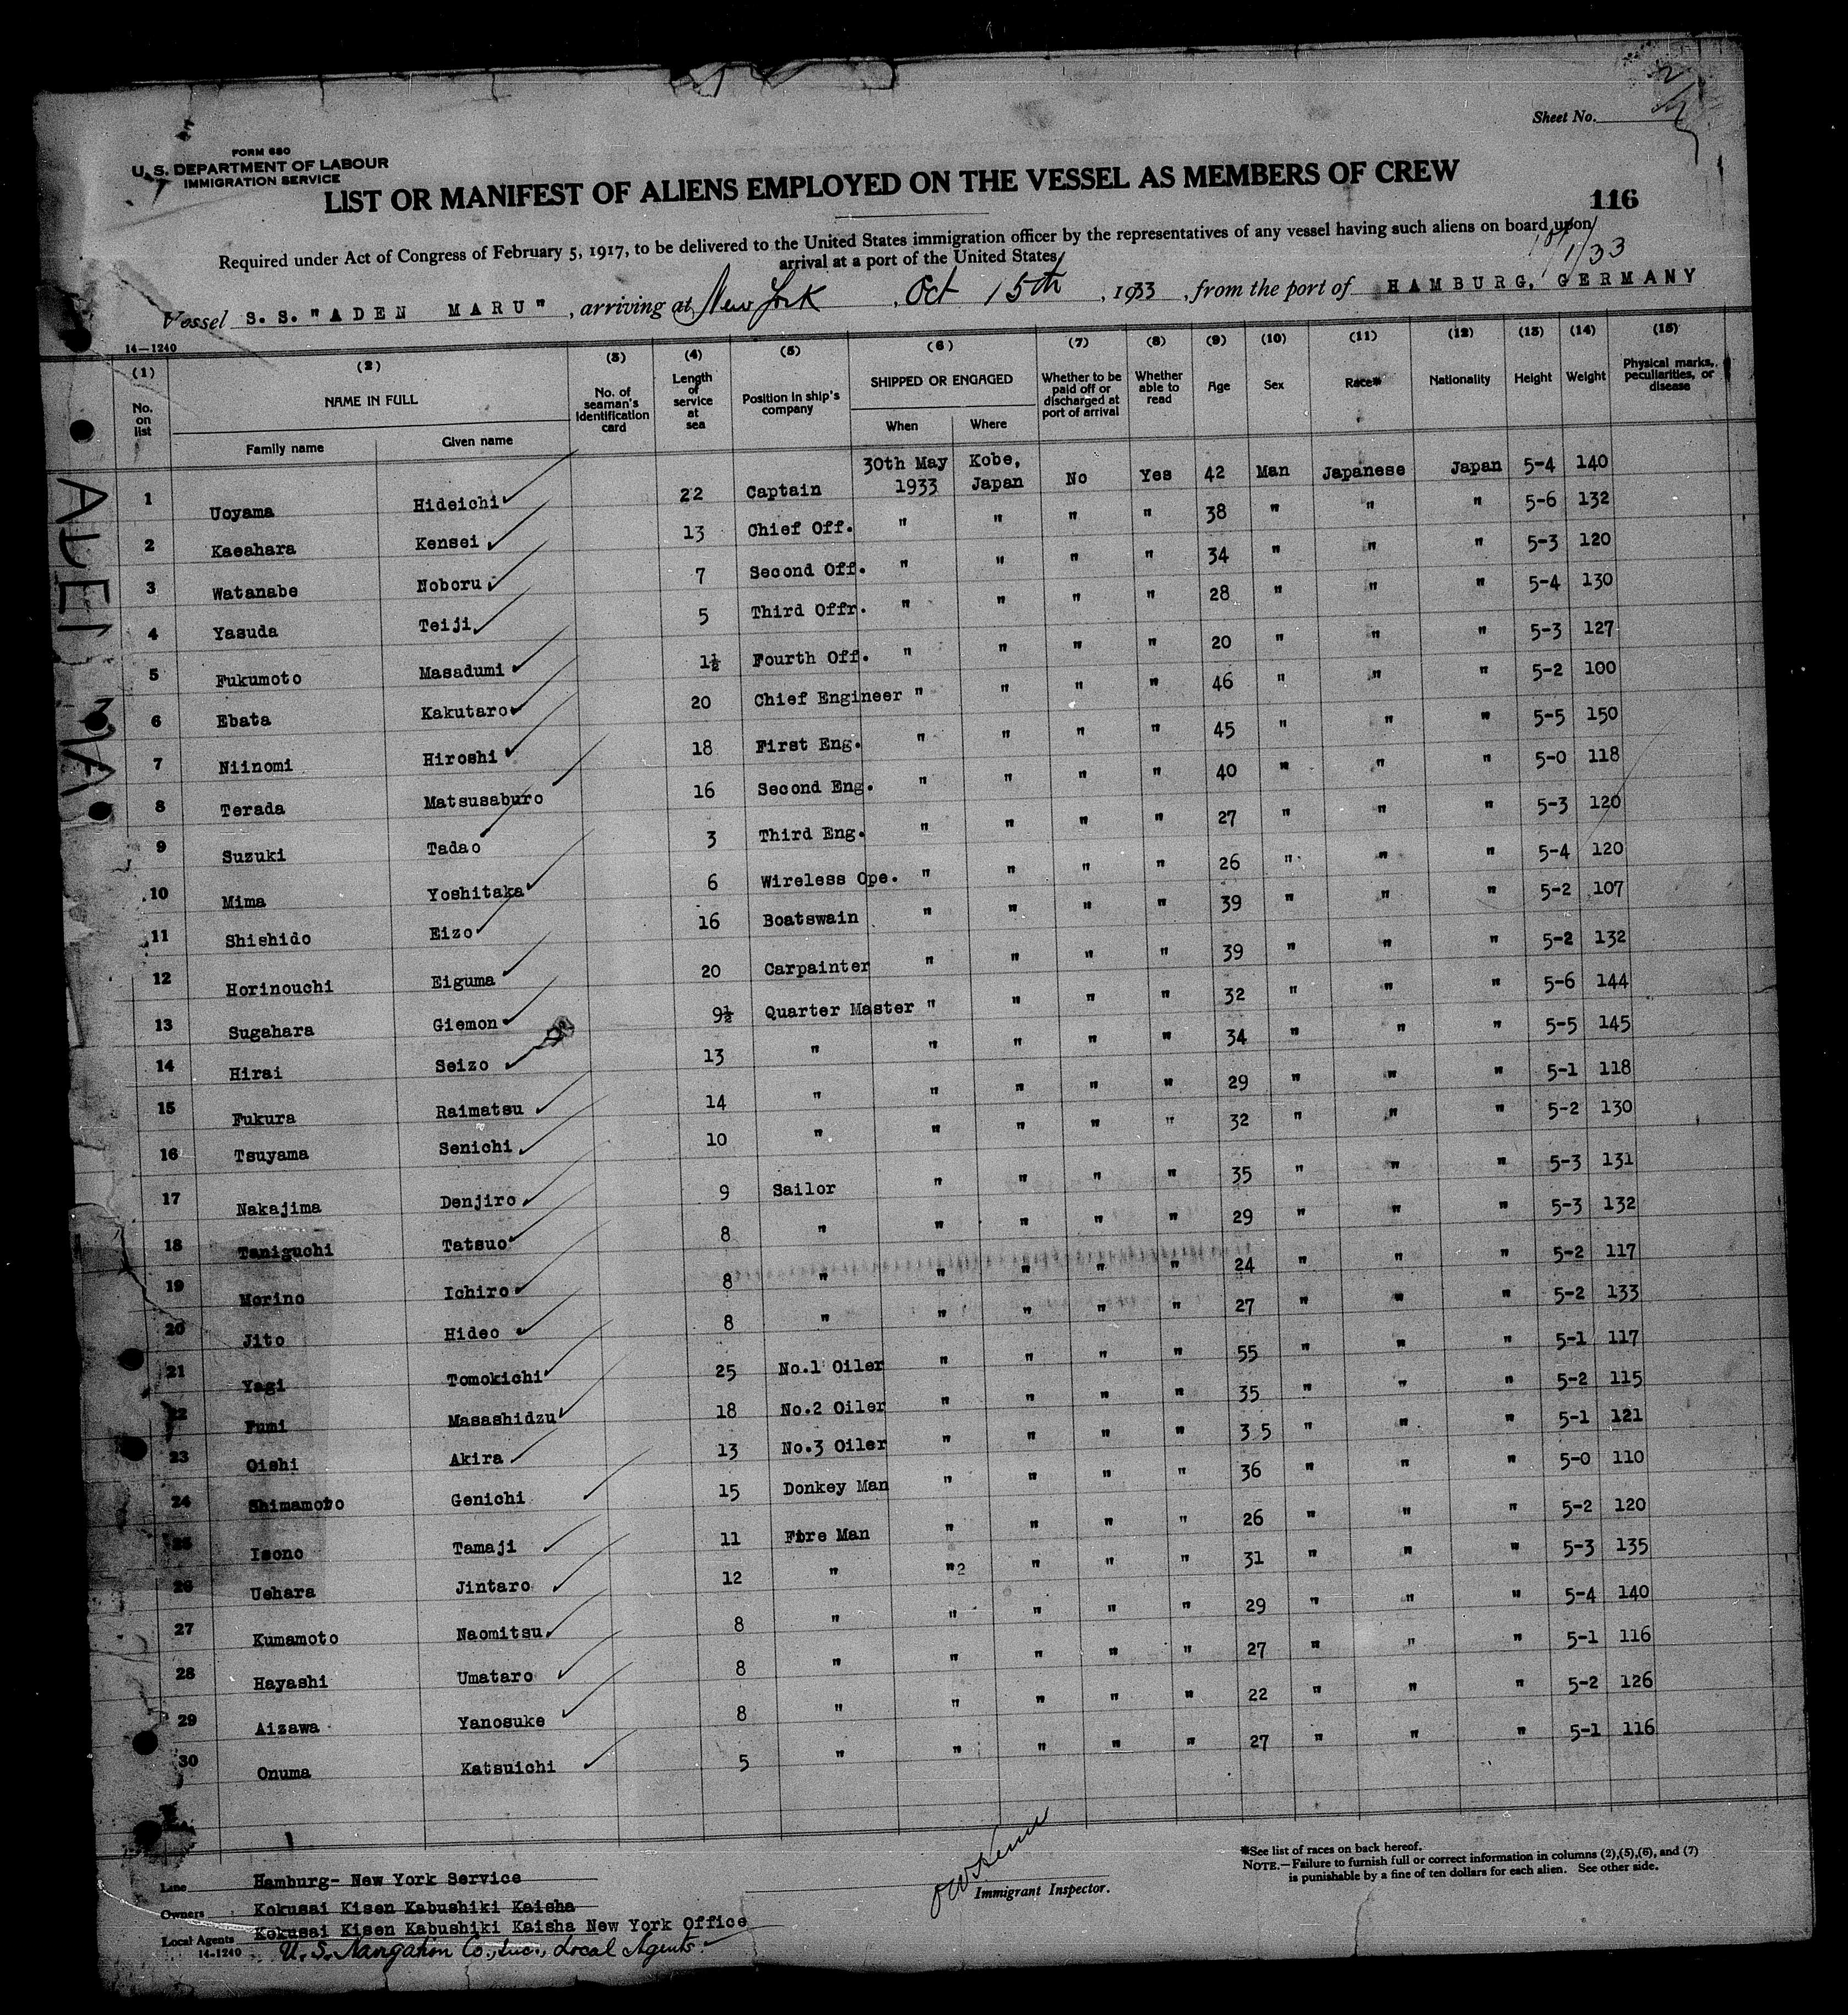 Sheet No.
FORM 680
U. S. DEPARTMENT OF LABOUR
IMMIGRATION SERVICE
LIST OR MANIFEST OF ALIENS EMPLOYED ON THE VESSEL AS MEMBERS OF CREW
116
Required under Act of Congress of February 5, 1917, to be delivered to the United States immigration officer by the representatives of any vessel having such aliens on board upon
arrival at a port of the United States
Vessel S. S. "ADEN MARU" , arriving at New York , Oct 15th , 1933 , from the port of HAMBURG, GERMANY
14—1240
(1) No. on list (2) NAME IN FULL Family name Given name (3) No. of seaman's identification card (4) Length of service at sea (5) Position in ship's company (6) SHIPPED OR ENGAGED When Where (7) Whether to be paid off or discharged at port of arrival (8) Whether able to read (9) Age (10) Sex (11) Race* (12) Nationality (13) Height (14) Weight (15) Physical marks, peculiarities, or disease
1 Uoyama Hideichi 22 Captain 30th May 1933 Kobe, Japan No Yes 42 Man Japanese Japan 5-4 140
2 Kaeahara Kensei 13 Chief Off. " " " " 38 " " " 5-6 132
3 Watanabe Noboru 7 Second Off. " " " " 34 " " " 5-3 120
4 Yasuda Teiji 5 Third Offr. " " " " 28 " " " 5-4 130
5 Fukumoto Masadumi 1½ Fourth Off. " " " " 20 " " " 5-3 127
6 Ebata Kakutaro 20 Chief Engineer " " " " 46 " " " 5-2 100
7 Niinomi Hiroshi 18 First Eng. " " " " 45 " " " 5-5 150
8 Terada Matsusaburo 16 Second Eng. " " " " 40 " " " 5-0 118
9 Suzuki Tadao 3 Third Eng. " " " " 27 " " " 5-3 120
10 Mima Yoshitaka 6 Wireless Ope. " " " " 26 " " " 5-4 120
11 Shishido Eizo 16 Boatswain " " " " 39 " " " 5-2 107
12 Horinouchi Eiguma 20 Carpainter " " " " 39 " " " 5-2 132
13 Sugahara Giemon 9½ Quarter Master " " " " 32 " " " 5-6 144
14 Hirai Seizo 13 " " " " " 34 " " " 5-5 145
15 Fukura Raimatsu 14 " " " " " 29 " " " 5-1 118
16 Tsuyama Senichi 10 " " " " " 32 " " " 5-2 130
17 Nakajima Denjiro 9 Sailor " " " " 35 " " " 5-3 131
18 Taniguchi Tatsuo 8 " " " " " 29 " " " 5-3 132
19 Morino Ichiro 8 " " " " " 24 " " " 5-2 117
20 Jito Hideo 8 " " " " " 27 " " " 5-2 133
21 Yagi Tomokichi 25 No.1 Oiler " " " " 55 " " " 5-1 117
22 Fumi Masashidzu 18 No.2 Oiler " " " " 35 " " " 5-2 115
23 Oishi Akira 13 No.3 Oiler " " " " 3 5 " " " 5-1 121
24 Shimamoto Genichi 15 Donkey Man " " " " 36 " " " 5-0 110
25 Isono Tamaji 11 Fire Man " " " " 26 " " " 5-2 120
26 Uehara Jintaro 12 " "2 " " " 31 " " " 5-3 135
27 Kumamoto Naomitsu 8 " " " " " 29 " " " 5-4 140
28 Hayashi Umataro 8 " " " " " 27 " " " 5-1 116
29 Aizawa Yanosuke 8 " " " " " 22 " " " 5-2 126
30 Onuma Katsuichi 5 " " " " " 27 " " " 5-1 116
Line Hamburg- New York Service
Owners Kokusai Kisen Kabushiki Kaisha
Local Agents Kokusai Kisen Kabushiki Kaisha New York Office
14-1240 U. S. Navigation Co., Inc., Local Agents.
Immigrant Inspector.
*See list of races on back hereof.
NOTE.—Failure to furnish full or correct information in columns (2),(5),(6), and (7)
is punishable by a fine of ten dollars for each alien. See other side.